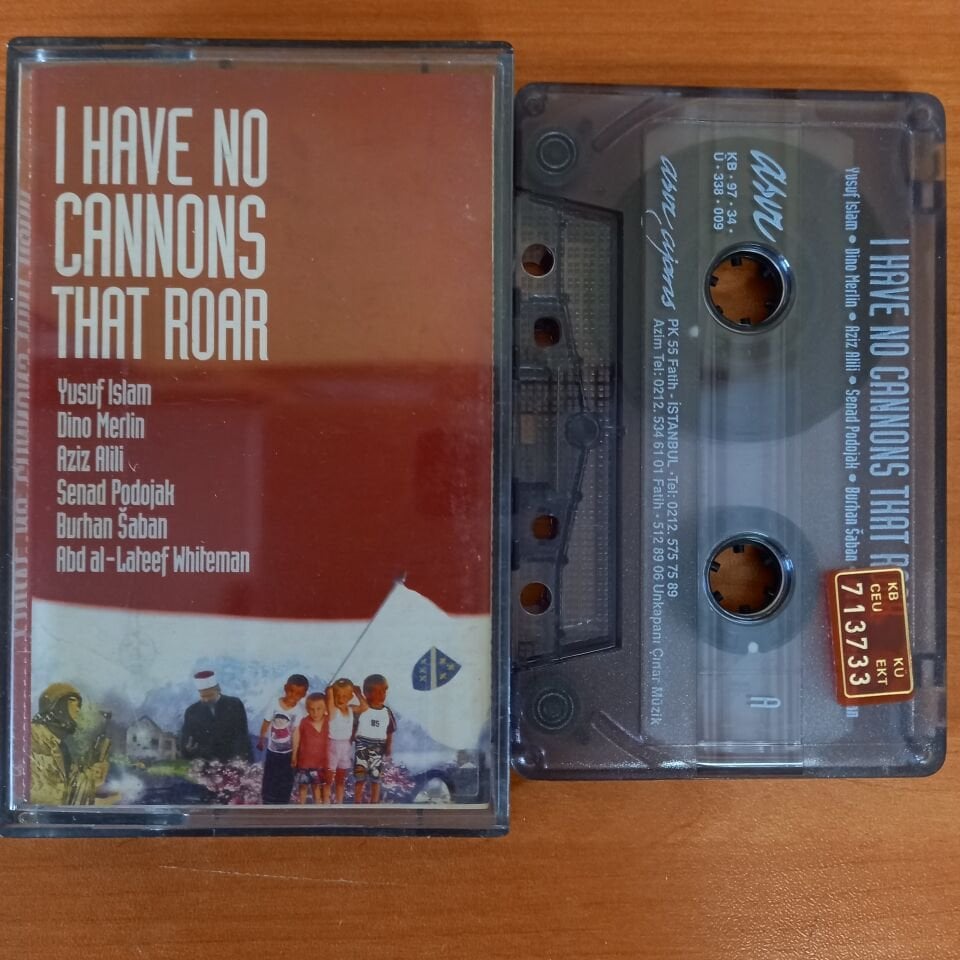 I HAVE NO
CANNONS
THAT ROAR
Yusuf Islam
Dino Merlin
Aziz Alili
Senad Podojak
Burhan Šaban
Abd al-Lateef Whiteman
85
I HAVE NO CANNONS THAT
Yusuf Islam • Dino Merlin • Aziz Alili • Senad Podojak • Burhan Šaban
KB · 97 · 34 ·
Ü · 338 · 009
ajans
PK 55 Fatih - İSTANBUL · Tel: 0212. 575 75 89
Azim Tel: 0212. 534 61 01 Fatih · 512 89 06 Unkapanı Çınar Müzik
A
KB KÜ
CEU EKT
713733